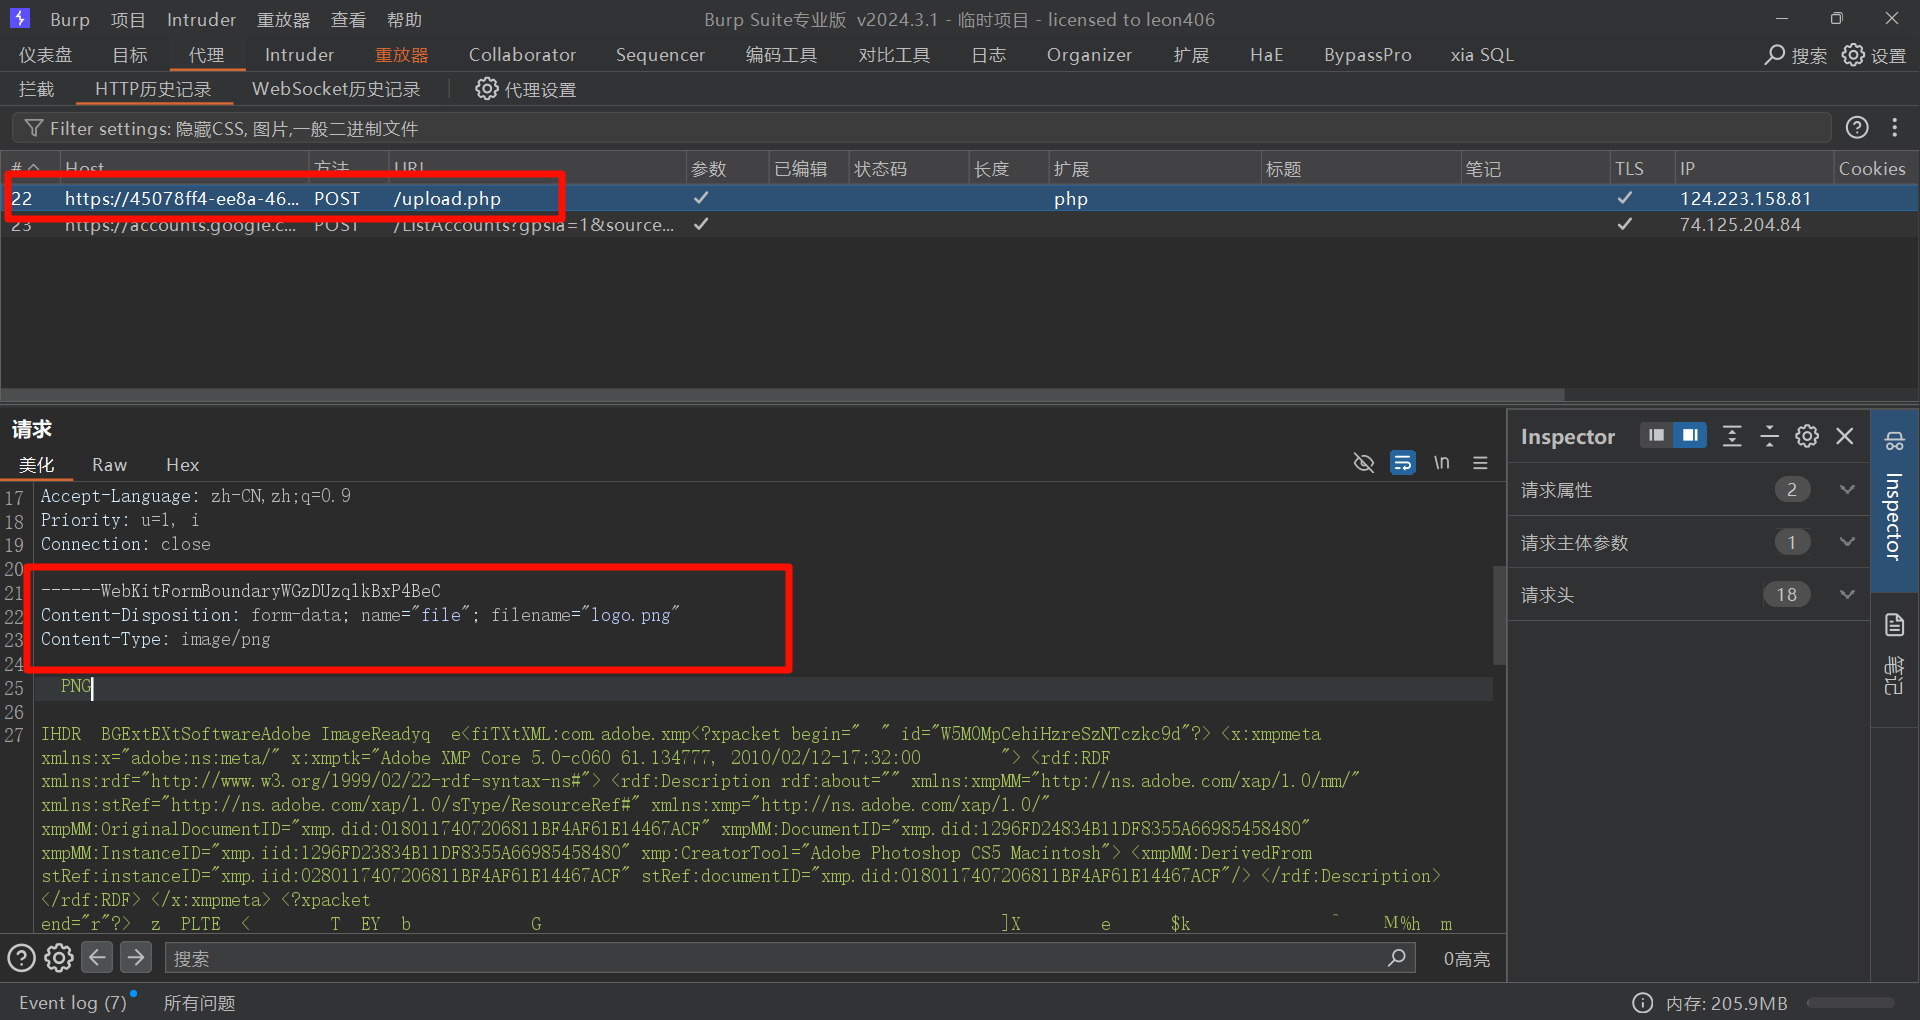 Burp 项目 Intruder 重放器 查看 帮助 Burp Suite专业版 v2024.3.1 - 临时项目 - licensed to leon406
仪表盘 目标 代理 Intruder 重放器 Collaborator Sequencer 编码工具 对比工具 日志 Organizer 扩展 HaE BypassPro xia SQL 搜索 设置
拦截 HTTP历史记录 WebSocket历史记录 代理设置
Filter settings: 隐藏CSS, 图片,一般二进制文件
# Host 方法 URL 参数 已编辑 状态码 长度 扩展 标题 笔记 TLS IP Cookies
22 https://45078ff4-ee8a-46... POST /upload.php ✓ php ✓ 124.223.158.81
23 https://accounts.google.c... POST /ListAccounts?gpsia=1&source... ✓ ✓ 74.125.204.84
请求
美化 Raw Hex \n
17 Accept-Language: zh-CN,zh;q=0.9
18 Priority: u=1, i
19 Connection: close
20
21 ------WebKitFormBoundaryWGzDUzqlkBxP4BeC
22 Content-Disposition: form-data; name="file"; filename="logo.png"
23 Content-Type: image/png
24
25 PNG
26
27 IHDR BGExtEXtSoftwareAdobe ImageReadyq e<fiTXtXML:com.adobe.xmp<?xpacket begin=" " id="W5M0MpCehiHzreSzNTczkc9d"?> <x:xmpmeta
xmlns:x="adobe:ns:meta/" x:xmptk="Adobe XMP Core 5.0-c060 61.134777, 2010/02/12-17:32:00 "> <rdf:RDF
xmlns:rdf="http://www.w3.org/1999/02/22-rdf-syntax-ns#"> <rdf:Description rdf:about="" xmlns:xmpMM="http://ns.adobe.com/xap/1.0/mm/"
xmlns:stRef="http://ns.adobe.com/xap/1.0/sType/ResourceRef#" xmlns:xmp="http://ns.adobe.com/xap/1.0/"
xmpMM:OriginalDocumentID="xmp.did:0180117407206811BF4AF61E14467ACF" xmpMM:DocumentID="xmp.did:1296FD24834B11DF8355A66985458480"
xmpMM:InstanceID="xmp.iid:1296FD23834B11DF8355A66985458480" xmp:CreatorTool="Adobe Photoshop CS5 Macintosh"> <xmpMM:DerivedFrom
stRef:instanceID="xmp.iid:0280117407206811BF4AF61E14467ACF" stRef:documentID="xmp.did:0180117407206811BF4AF61E14467ACF"/> </rdf:Description>
</rdf:RDF> </x:xmpmeta> <?xpacket
end="r"?> z PLTE < T EY b G ]X e $k ^ M%h m
搜索 0高亮
Inspector
请求属性 2
请求主体参数 1
请求头 18
Inspector
笔记
Event log (7) 所有问题 内存: 205.9MB